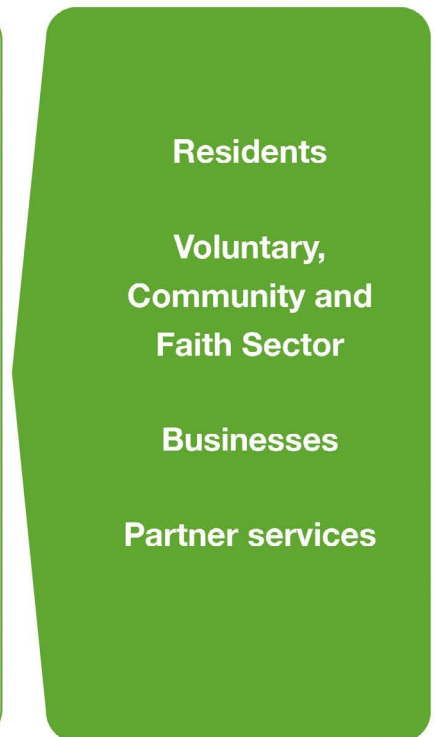 Residents
Voluntary,
Community and
Faith Sector
Businesses
Partner services